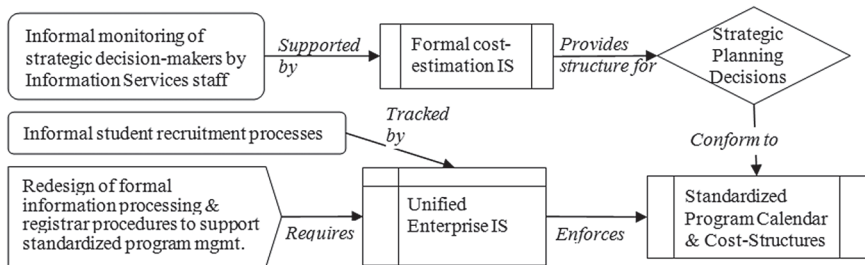 Informal monitoring of
strategic decision-makers by
Information Services staff
Supported
by
Formal cost-
estimation IS
Provides
structure for
Strategic
Planning
Decisions
Informal student recruitment processes
Tracked
by
Conform to
Redesign of formal
information processing &
registrar procedures to support
standardized program mgmt.
Requires
Unified
Enterprise IS
Enforces
Standardized
Program Calendar
& Cost-Structures